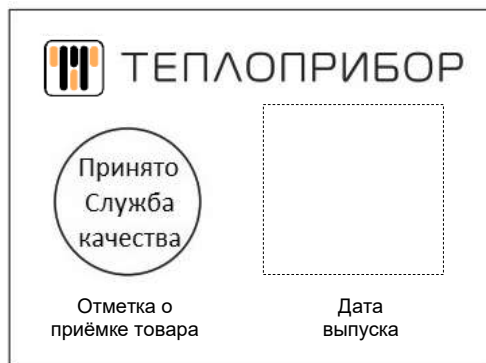 ТЕПЛОПРИБОР
Принято
Служба
качества
Отметка о
приёмке товара
Дата
выпуска